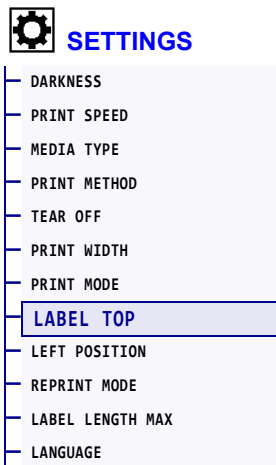 SETTINGS
DARKNESS
PRINT SPEED
MEDIA TYPE
PRINT METHOD
TEAR OFF
PRINT WIDTH
PRINT MODE
LABEL TOP
LEFT POSITION
REPRINT MODE
LABEL LENGTH MAX
LANGUAGE